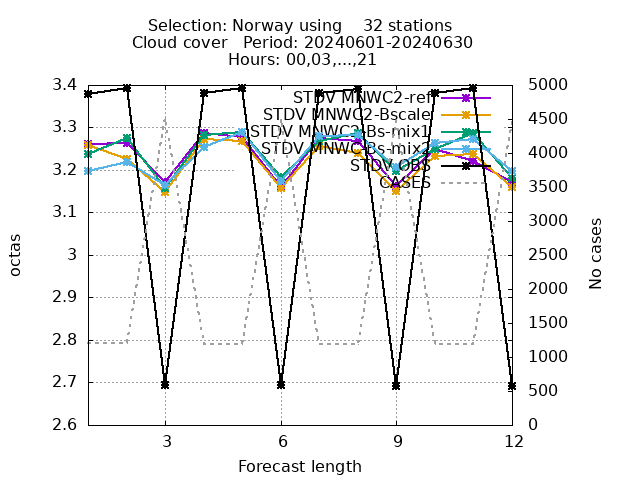 Selection: Norway using    32 stations
Cloud cover   Period: 20240601-20240630
Hours: 00,03,...,21
STDV MNWC2-ref
STDV MNWC2-Bscale
STDV MNWC2-Bs-mix1
STDV MNWC2-Bs-mix2
STDV OBS
CASES
3.4
3.3
3.2
3.1
3
2.9
2.8
2.7
2.6
octas
5000
4500
4000
3500
3000
2500
2000
1500
1000
500
0
No cases
3 6 9 12
Forecast length